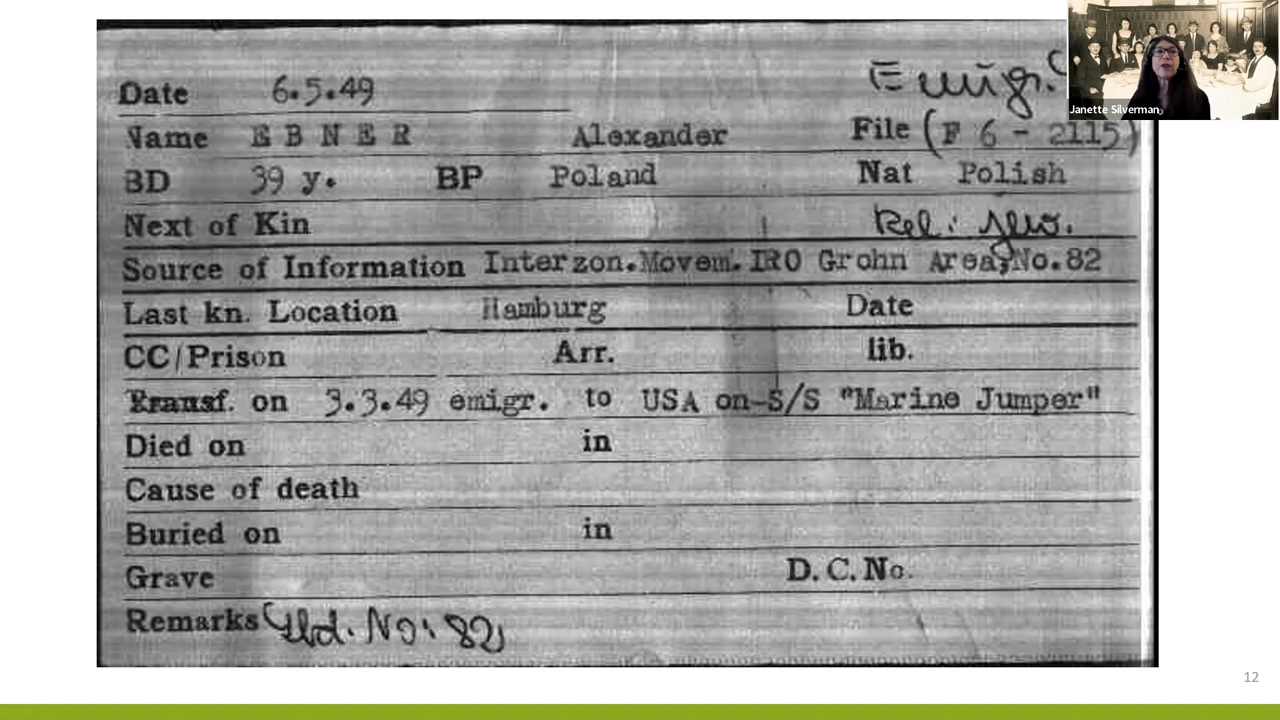 Emigr.
Janette Silverman
Date 6.5.49
Name E B N E R Alexander File (F 6 - 2115)
BD 39 y. BP Poland Nat Polish
Next of Kin Rel: Jew.
Source of Information Interzon.Movem.IRO Grohn Area,No.82
Last kn. Location Hamburg Date
CC/Prison Arr. lib.
Transf. on 3.3.49 emigr. to USA on S/S "Marine Jumper"
Died on in
Cause of death
Buried on in
Grave D.C.No.
Remarks No: 82
12